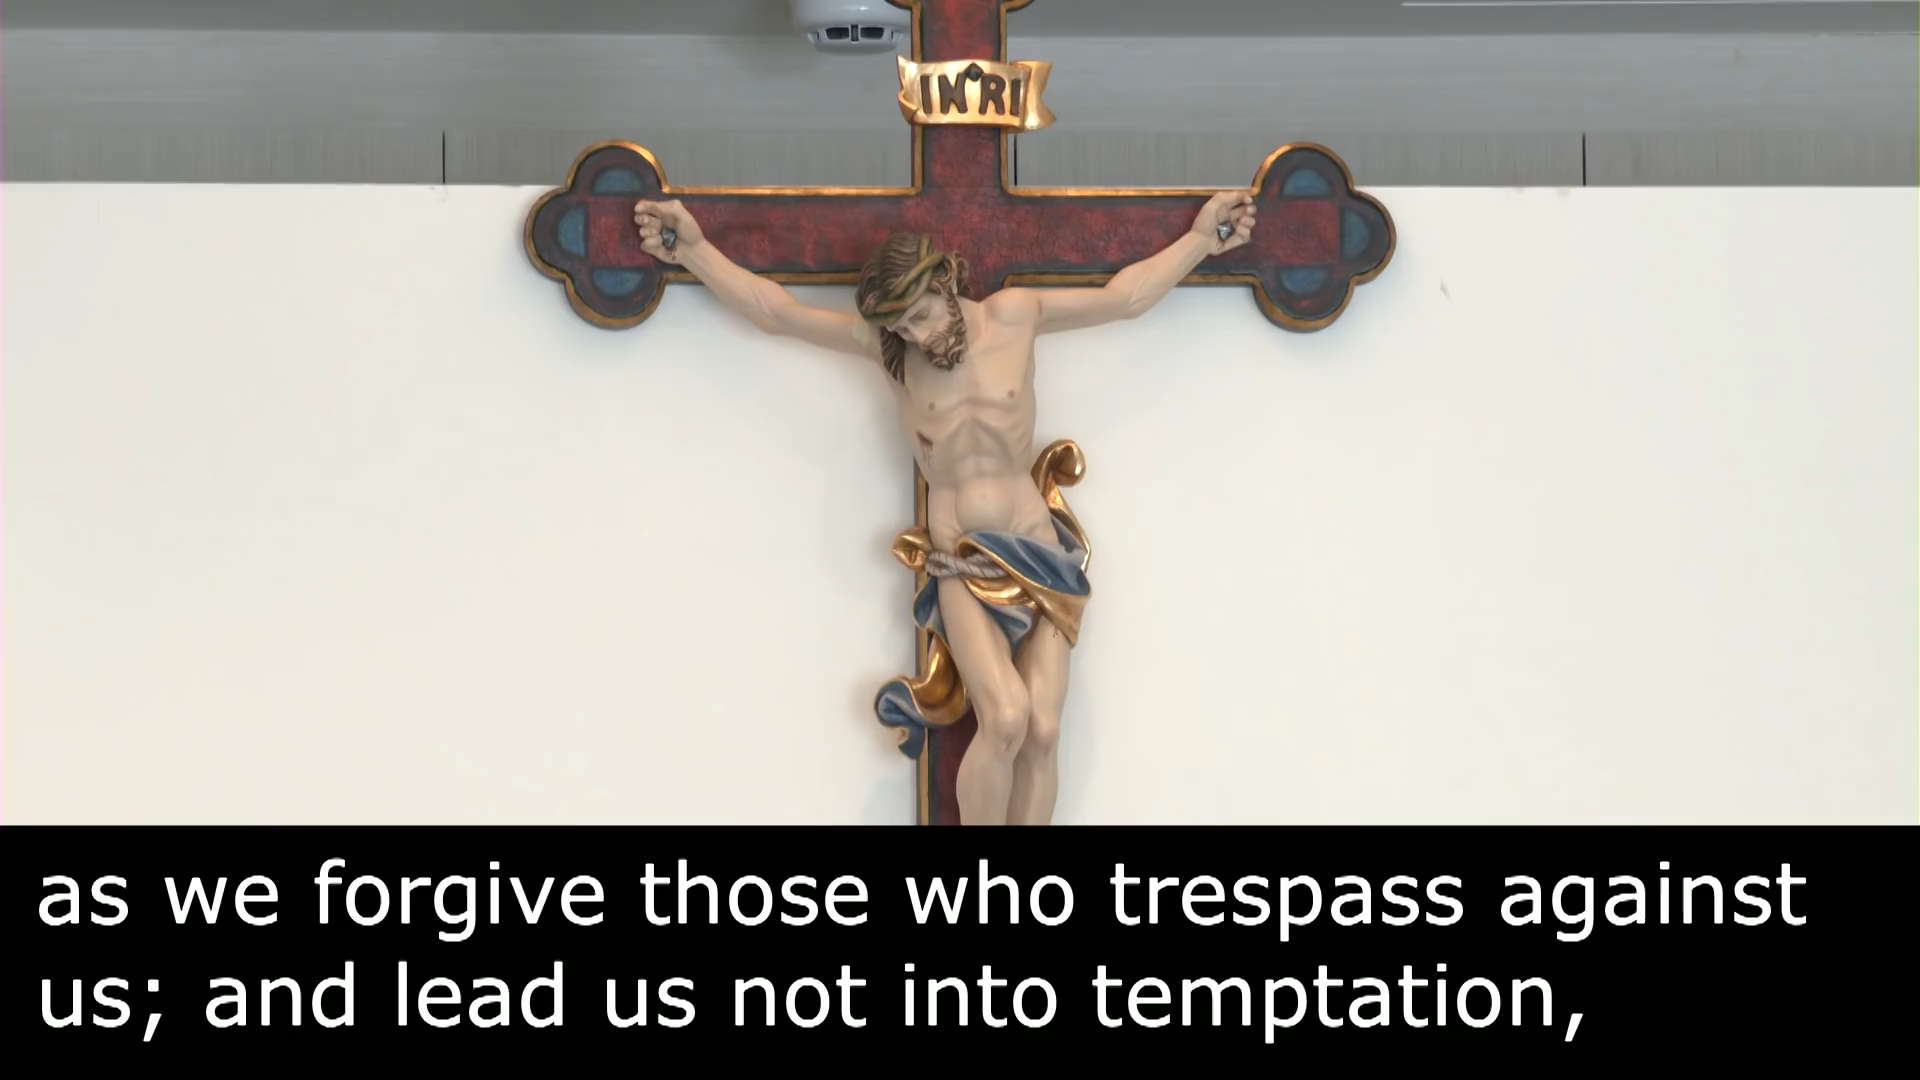 INRI
as we forgive those who trespass against
us; and lead us not into temptation,